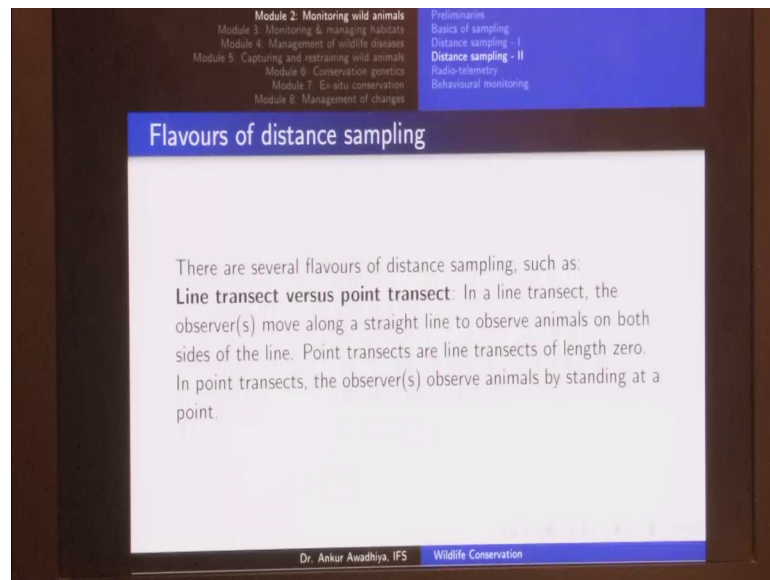 Module 2: Monitoring wild animals
Module 3: Monitoring & managing habitats
Module 4: Management of wildlife diseases
Module 5: Capturing and restraining wild animals
Module 6: Conservation genetics
Module 7: Ex-situ conservation
Module 8: Management of changes
Preliminaries
Basics of sampling
Distance sampling - I
Distance sampling - II
Radio-telemetry
Behavioural monitoring
Flavours of distance sampling
There are several flavours of distance sampling, such as:
Line transect versus point transect: In a line transect, the
observer(s) move along a straight line to observe animals on both
sides of the line. Point transects are line transects of length zero.
In point transects, the observer(s) observe animals by standing at a
point.
Dr. Ankur Awadhiya, IFS
Wildlife Conservation